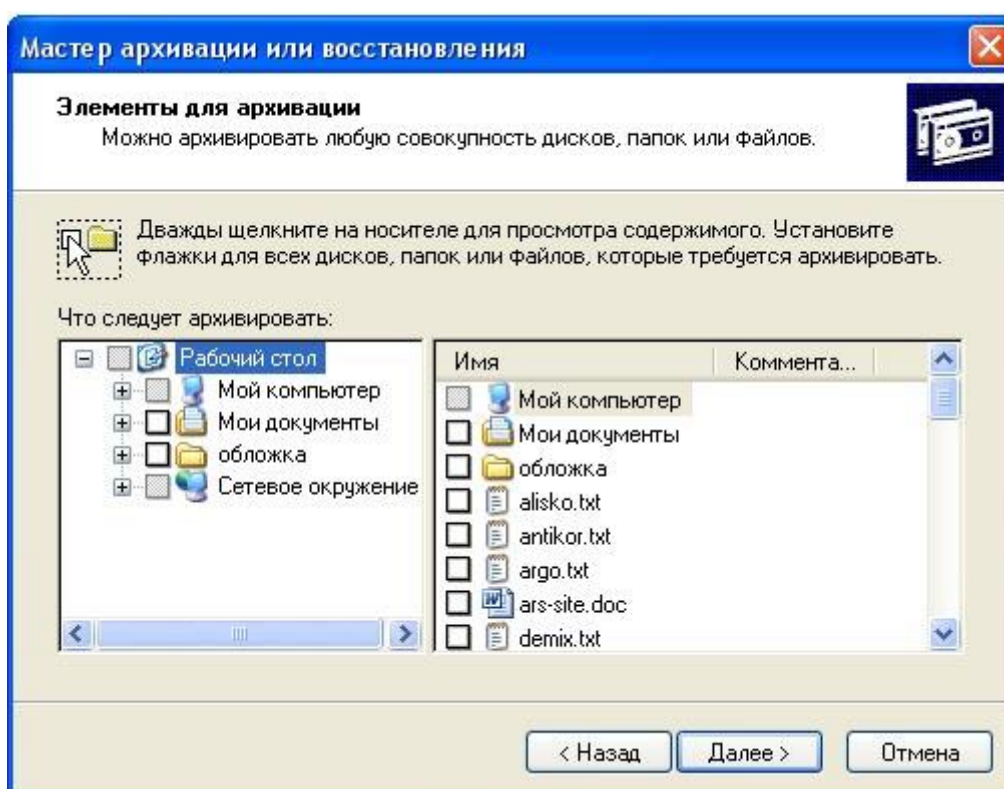 Мастер архивации или восстановления
Элементы для архивации
Можно архивировать любую совокупность дисков, папок или файлов.
Дважды щелкните на носителе для просмотра содержимого. Установите
флажки для всех дисков, папок или файлов, которые требуется архивировать.
Что следует архивировать:
Рабочий стол
Мой компьютер
Мои документы
обложка
Сетевое окружение
Имя Коммента...
Мой компьютер
Мои документы
обложка
alisko.txt
antikor.txt
argo.txt
ars-site.doc
demix.txt
< Назад Далее > Отмена